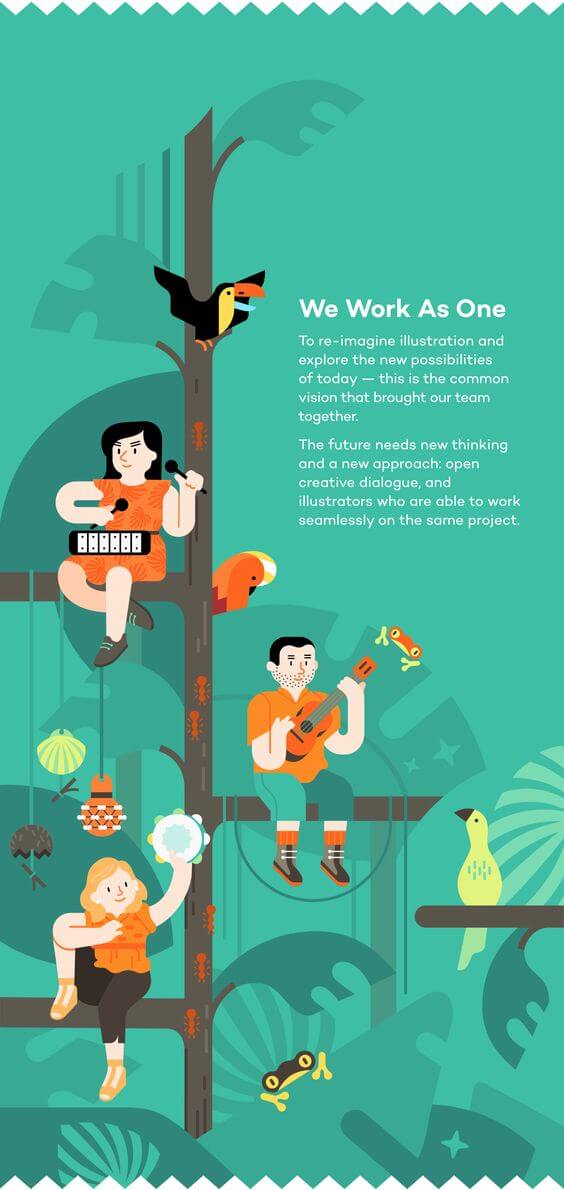 We Work As One
To re-imagine illustration and
explore the new possibilities
of today — this is the common
vision that brought our team
together.
The future needs new thinking
and a new approach: open
creative dialogue, and
illustrators who are able to work
seamlessly on the same project.